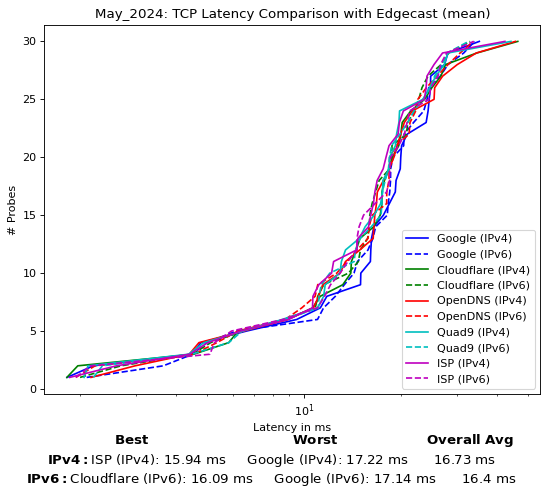 May_2024: TCP Latency Comparison with Edgecast (mean)
30
25
20
15
10
5
0
# Probes
Google (IPv4)
Google (IPv6)
Cloudflare (IPv4)
Cloudflare (IPv6)
OpenDNS (IPv4)
OpenDNS (IPv6)
Quad9 (IPv4)
Quad9 (IPv6)
ISP (IPv4)
ISP (IPv6)
10^1
Latency in ms
Best Worst Overall Avg
IPv4: ISP (IPv4): 15.94 ms Google (IPv4): 17.22 ms 16.73 ms
IPv6: Cloudflare (IPv6): 16.09 ms Google (IPv6): 17.14 ms 16.4 ms